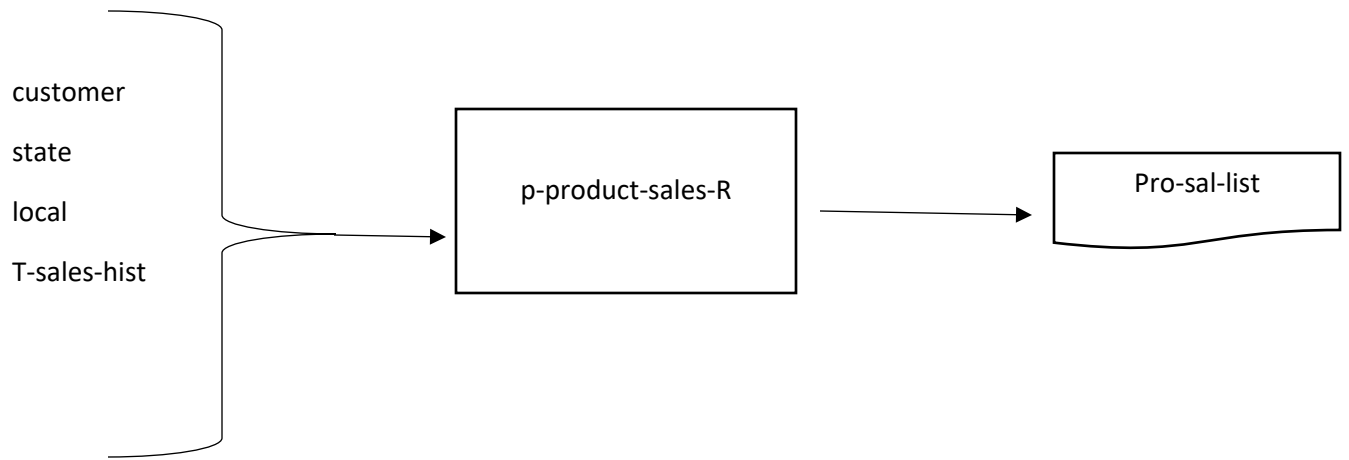 customer
state
local
T-sales-hist
p-product-sales-R
Pro-sal-list